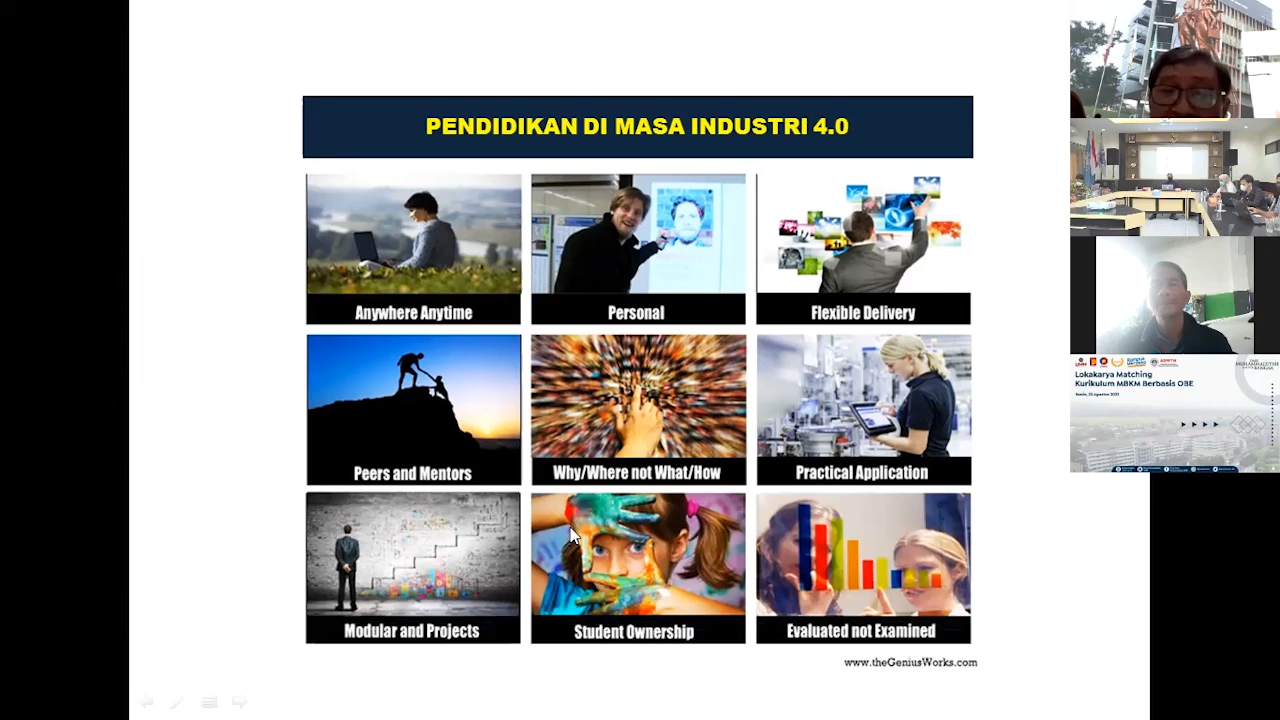 PENDIDIKAN DI MASA INDUSTRI 4.0
Anywhere Anytime
Personal
Flexible Delivery
Peers and Mentors
Why/Where not What/How
Practical Application
Modular and Projects
Student Ownership
Evaluated not Examined
www.theGeniusWorks.com
Lokakarya Matching
Kurikulum MBKM Berbasis OBE